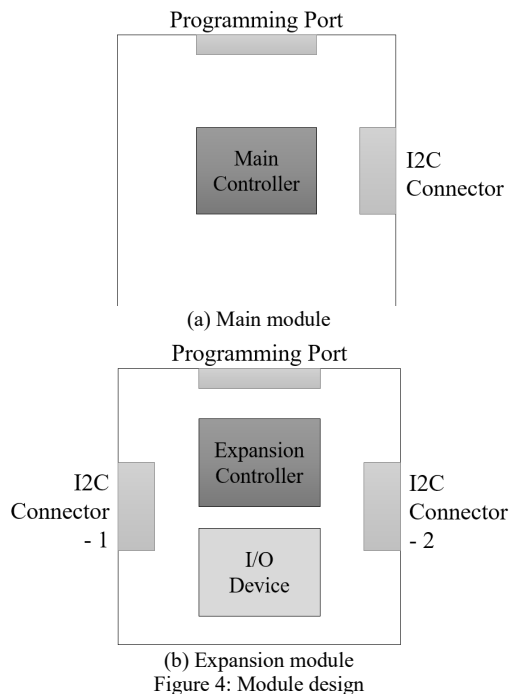 Programming Port
Main
Controller
I2C
Connector
(a) Main module
Programming Port
Expansion
Controller
I2C
Connector
- 1
I2C
Connector
- 2
I/O
Device
(b) Expansion module
Figure 4: Module design